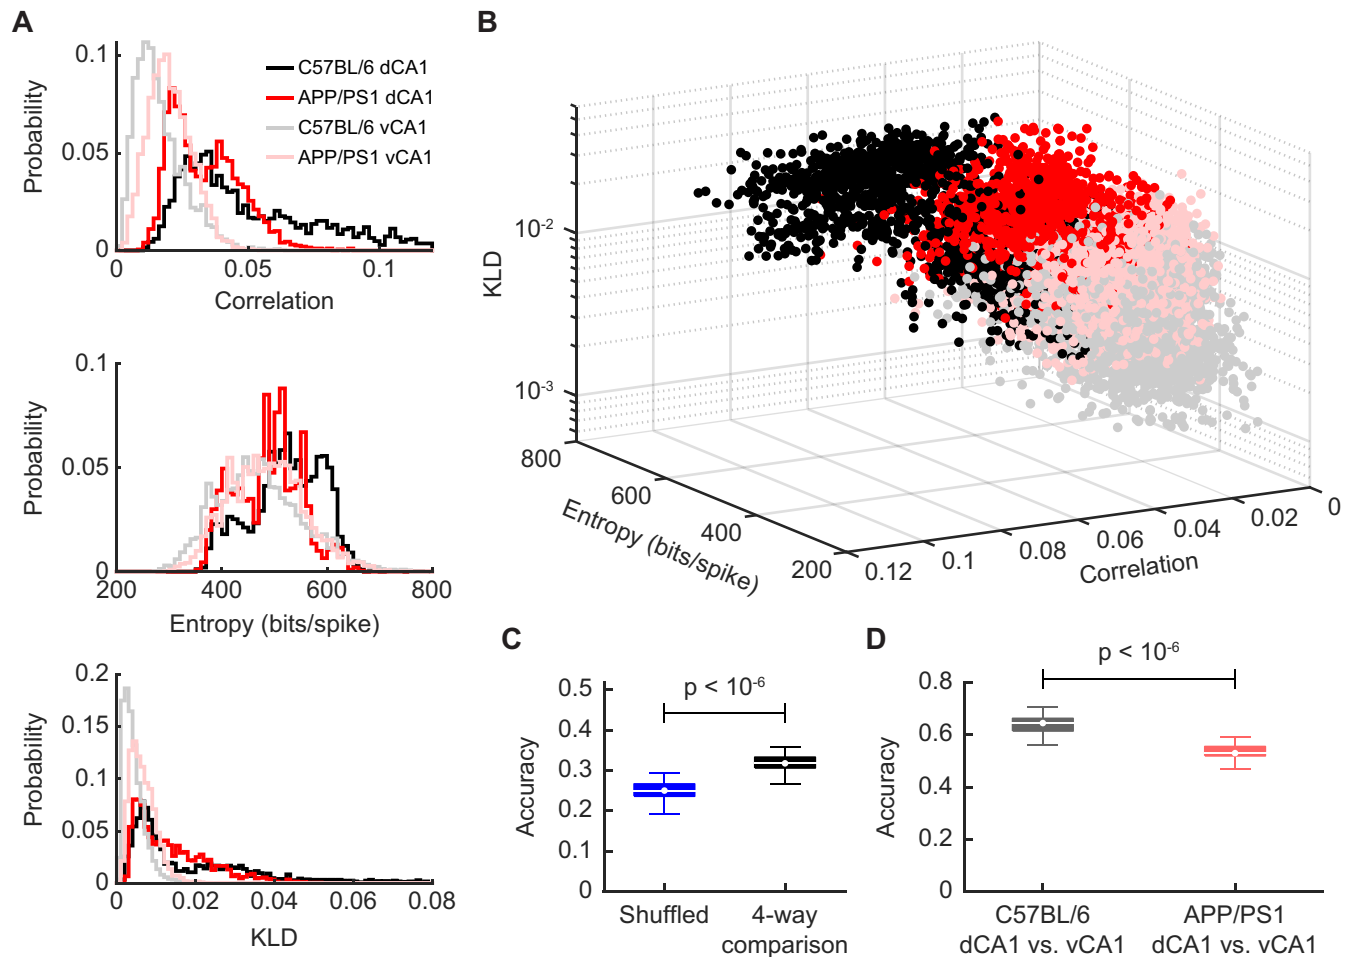 A
0.1
0.05
0
Probability
C57BL/6 dCA1
APP/PS1 dCA1
C57BL/6 vCA1
APP/PS1 vCA1
0
0.05
0.1
Correlation
0.1
0.05
0
Probability
200
400
600
800
Entropy (bits/spike)
0.2
0.15
0.1
0.05
0
Probability
0
0.02
0.04
0.06
0.08
KLD
B
KLD
10-2
10-3
800
600
400
200
Entropy (bits/spike)
0.12
0.1
0.08
0.06
0.04
0.02
0
Correlation
C
p < 10-6
0.5
0.4
0.3
0.2
0.1
0
Accuracy
Shuffled
4-way
comparison
D
p < 10-6
0.8
0.6
0.4
0.2
0
Accuracy
C57BL/6
dCA1 vs. vCA1
APP/PS1
dCA1 vs. vCA1